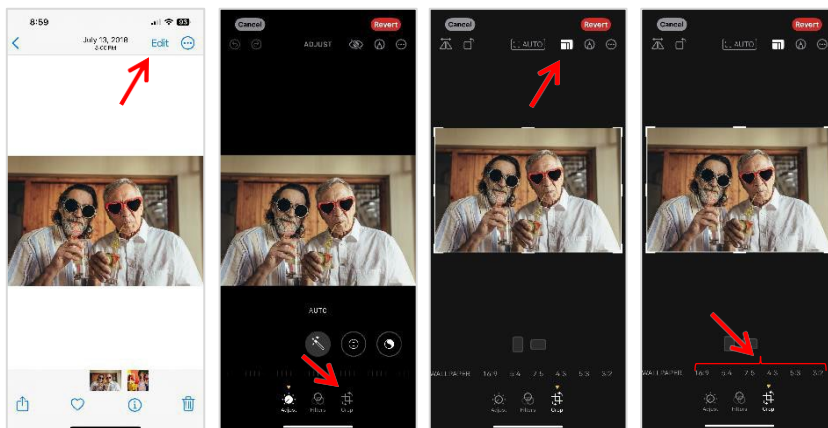 8:59
93
July 13, 2018
Edit
Cancel
Revert
ADJUST
AUTO
Adjust
Filters
Crop
Cancel
Revert
AUTO
WALLPAPER 16:9 5:4 7:5 4:3 5:3 3:2
Adjust
Filters
Crop
Cancel
Revert
AUTO
WALLPAPER 16:9 5:4 7:5 4:3 5:3 3:2
Adjust
Filters
Crop